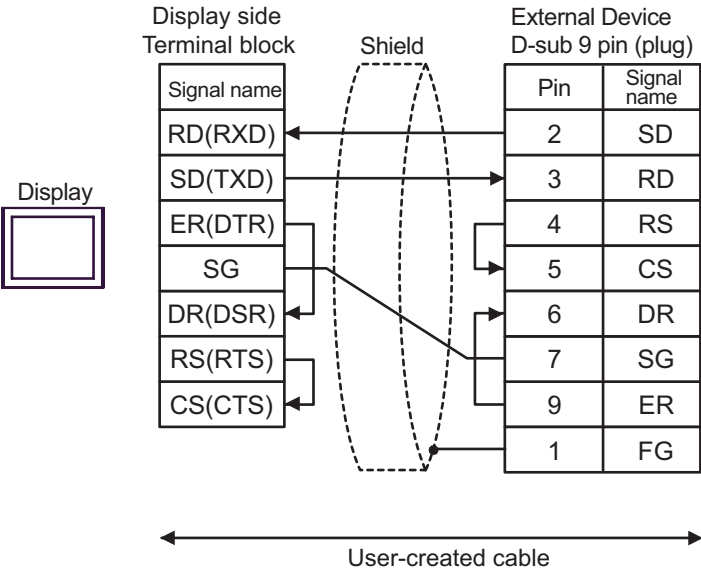 Display side
Terminal block
Shield
External Device
D-sub 9 pin (plug)
Signal name
Pin
Signal
name
RD(RXD)
2
SD
SD(TXD)
3
RD
Display
ER(DTR)
4
RS
SG
5
CS
DR(DSR)
6
DR
RS(RTS)
7
SG
CS(CTS)
9
ER
1
FG
User-created cable